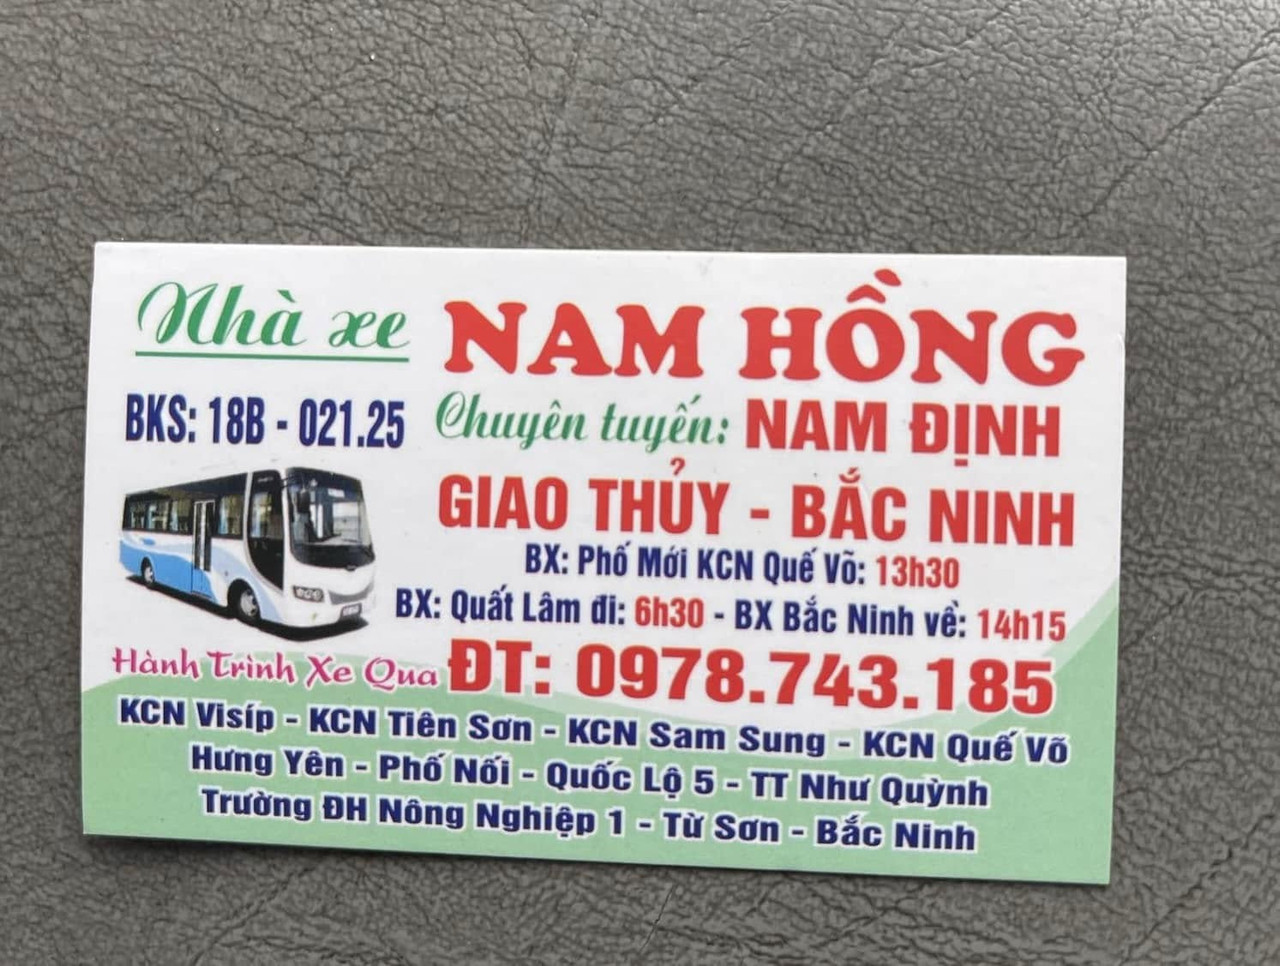 Nhà xe NAM HỒNG
BKS: 18B - 021.25
Chuyên tuyến: NAM ĐỊNH
GIAO THỦY - BẮC NINH
BX: Phố Mới KCN Quế Võ: 13h30
BX: Quất Lâm đi: 6h30 - BX Bắc Ninh về: 14h15
Hành Trình Xe Qua ĐT: 0978.743.185
KCN Visíp - KCN Tiên Sơn - KCN Sam Sung - KCN Quế Võ
Hưng Yên - Phố Nối - Quốc Lộ 5 - TT Như Quỳnh
Trường ĐH Nông Nghiệp 1 - Từ Sơn - Bắc Ninh